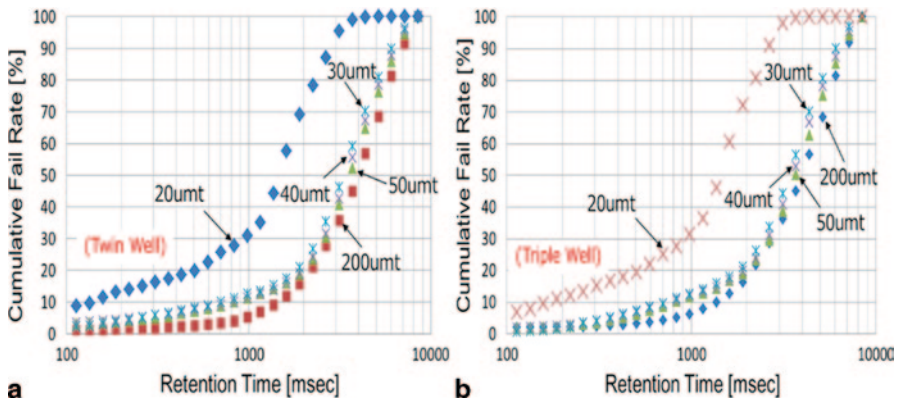 Cumulative Fail Rate [%]
100
90
80
70
60
50
40
30
20
10
0
30umt
20umt
40umt
50umt
200umt
(Twin Well)
100
1000
10000
Retention Time [msec]
a
Cumulative Fail Rate [%]
100
90
80
70
60
50
40
30
20
10
0
30umt
20umt
40umt
200umt
50umt
(Triple Well)
100
1000
10000
Retention Time [msec]
b